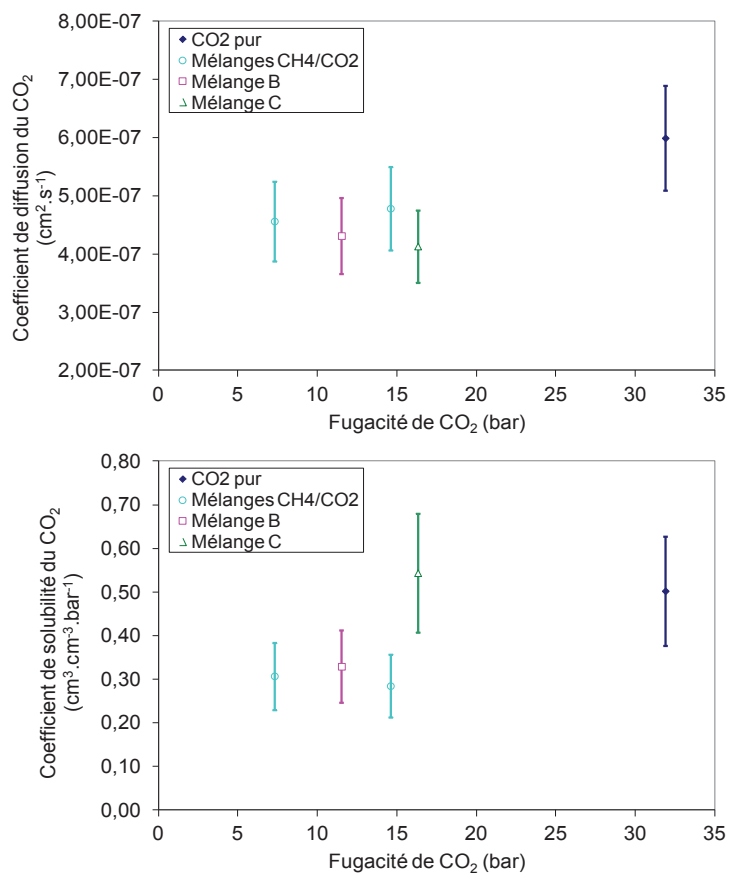 8,00E-07
7,00E-07
6,00E-07
5,00E-07
4,00E-07
3,00E-07
2,00E-07
Coefficient de diffusion du CO₂
(cm².s⁻¹)
CO2 pur
Mélanges CH4/CO2
Mélange B
Mélange C
0 5 10 15 20 25 30 35
Fugacité de CO₂ (bar)
0,80
0,70
0,60
0,50
0,40
0,30
0,20
0,10
0,00
Coefficient de solubilité du CO₂
(cm³.cm⁻³.bar⁻¹)
CO2 pur
Mélanges CH4/CO2
Mélange B
Mélange C
0 5 10 15 20 25 30 35
Fugacité de CO₂ (bar)